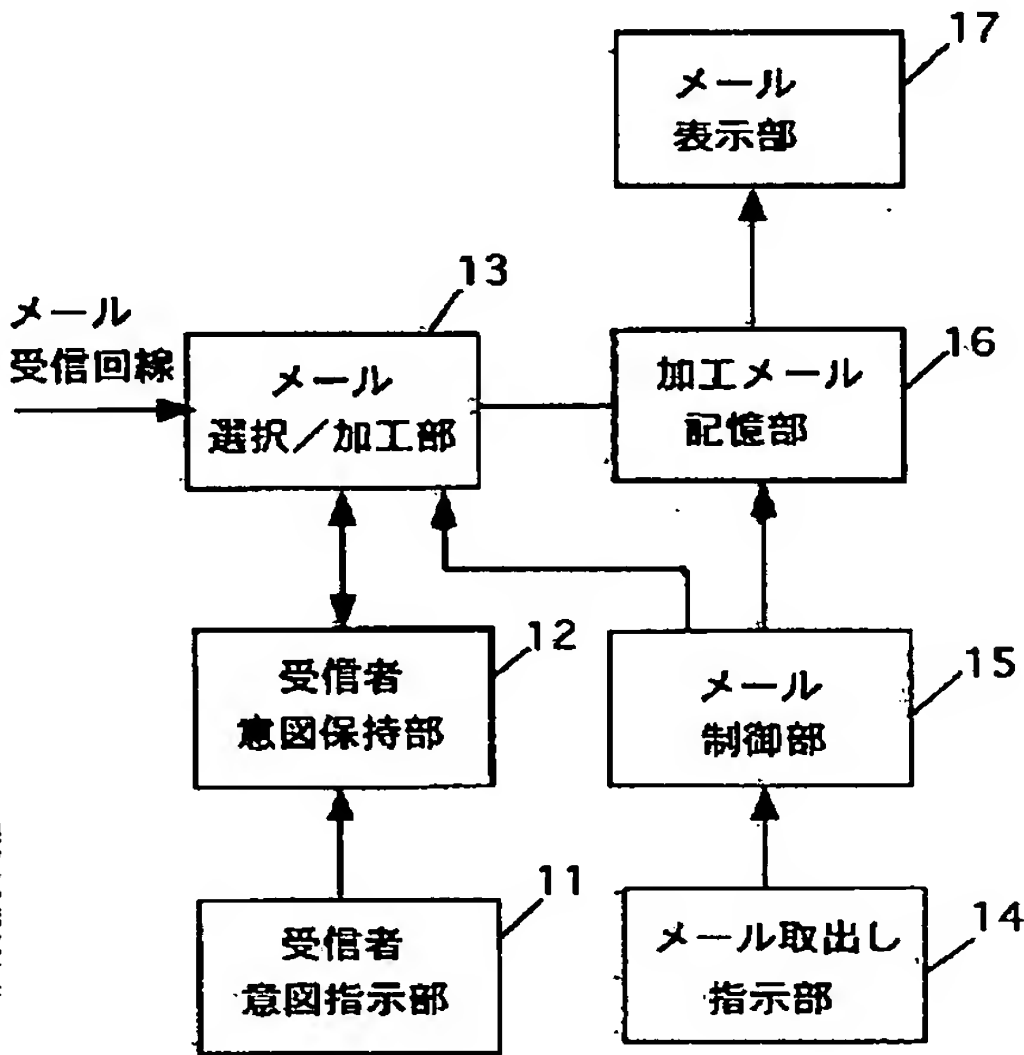 17
メール
表示部
13
メール
受信回線
メール
選択／加工部
16
加工メール
記憶部
12
受信者
意図保持部
15
メール
制御部
11
受信者
意図指示部
14
メール取出し
指示部